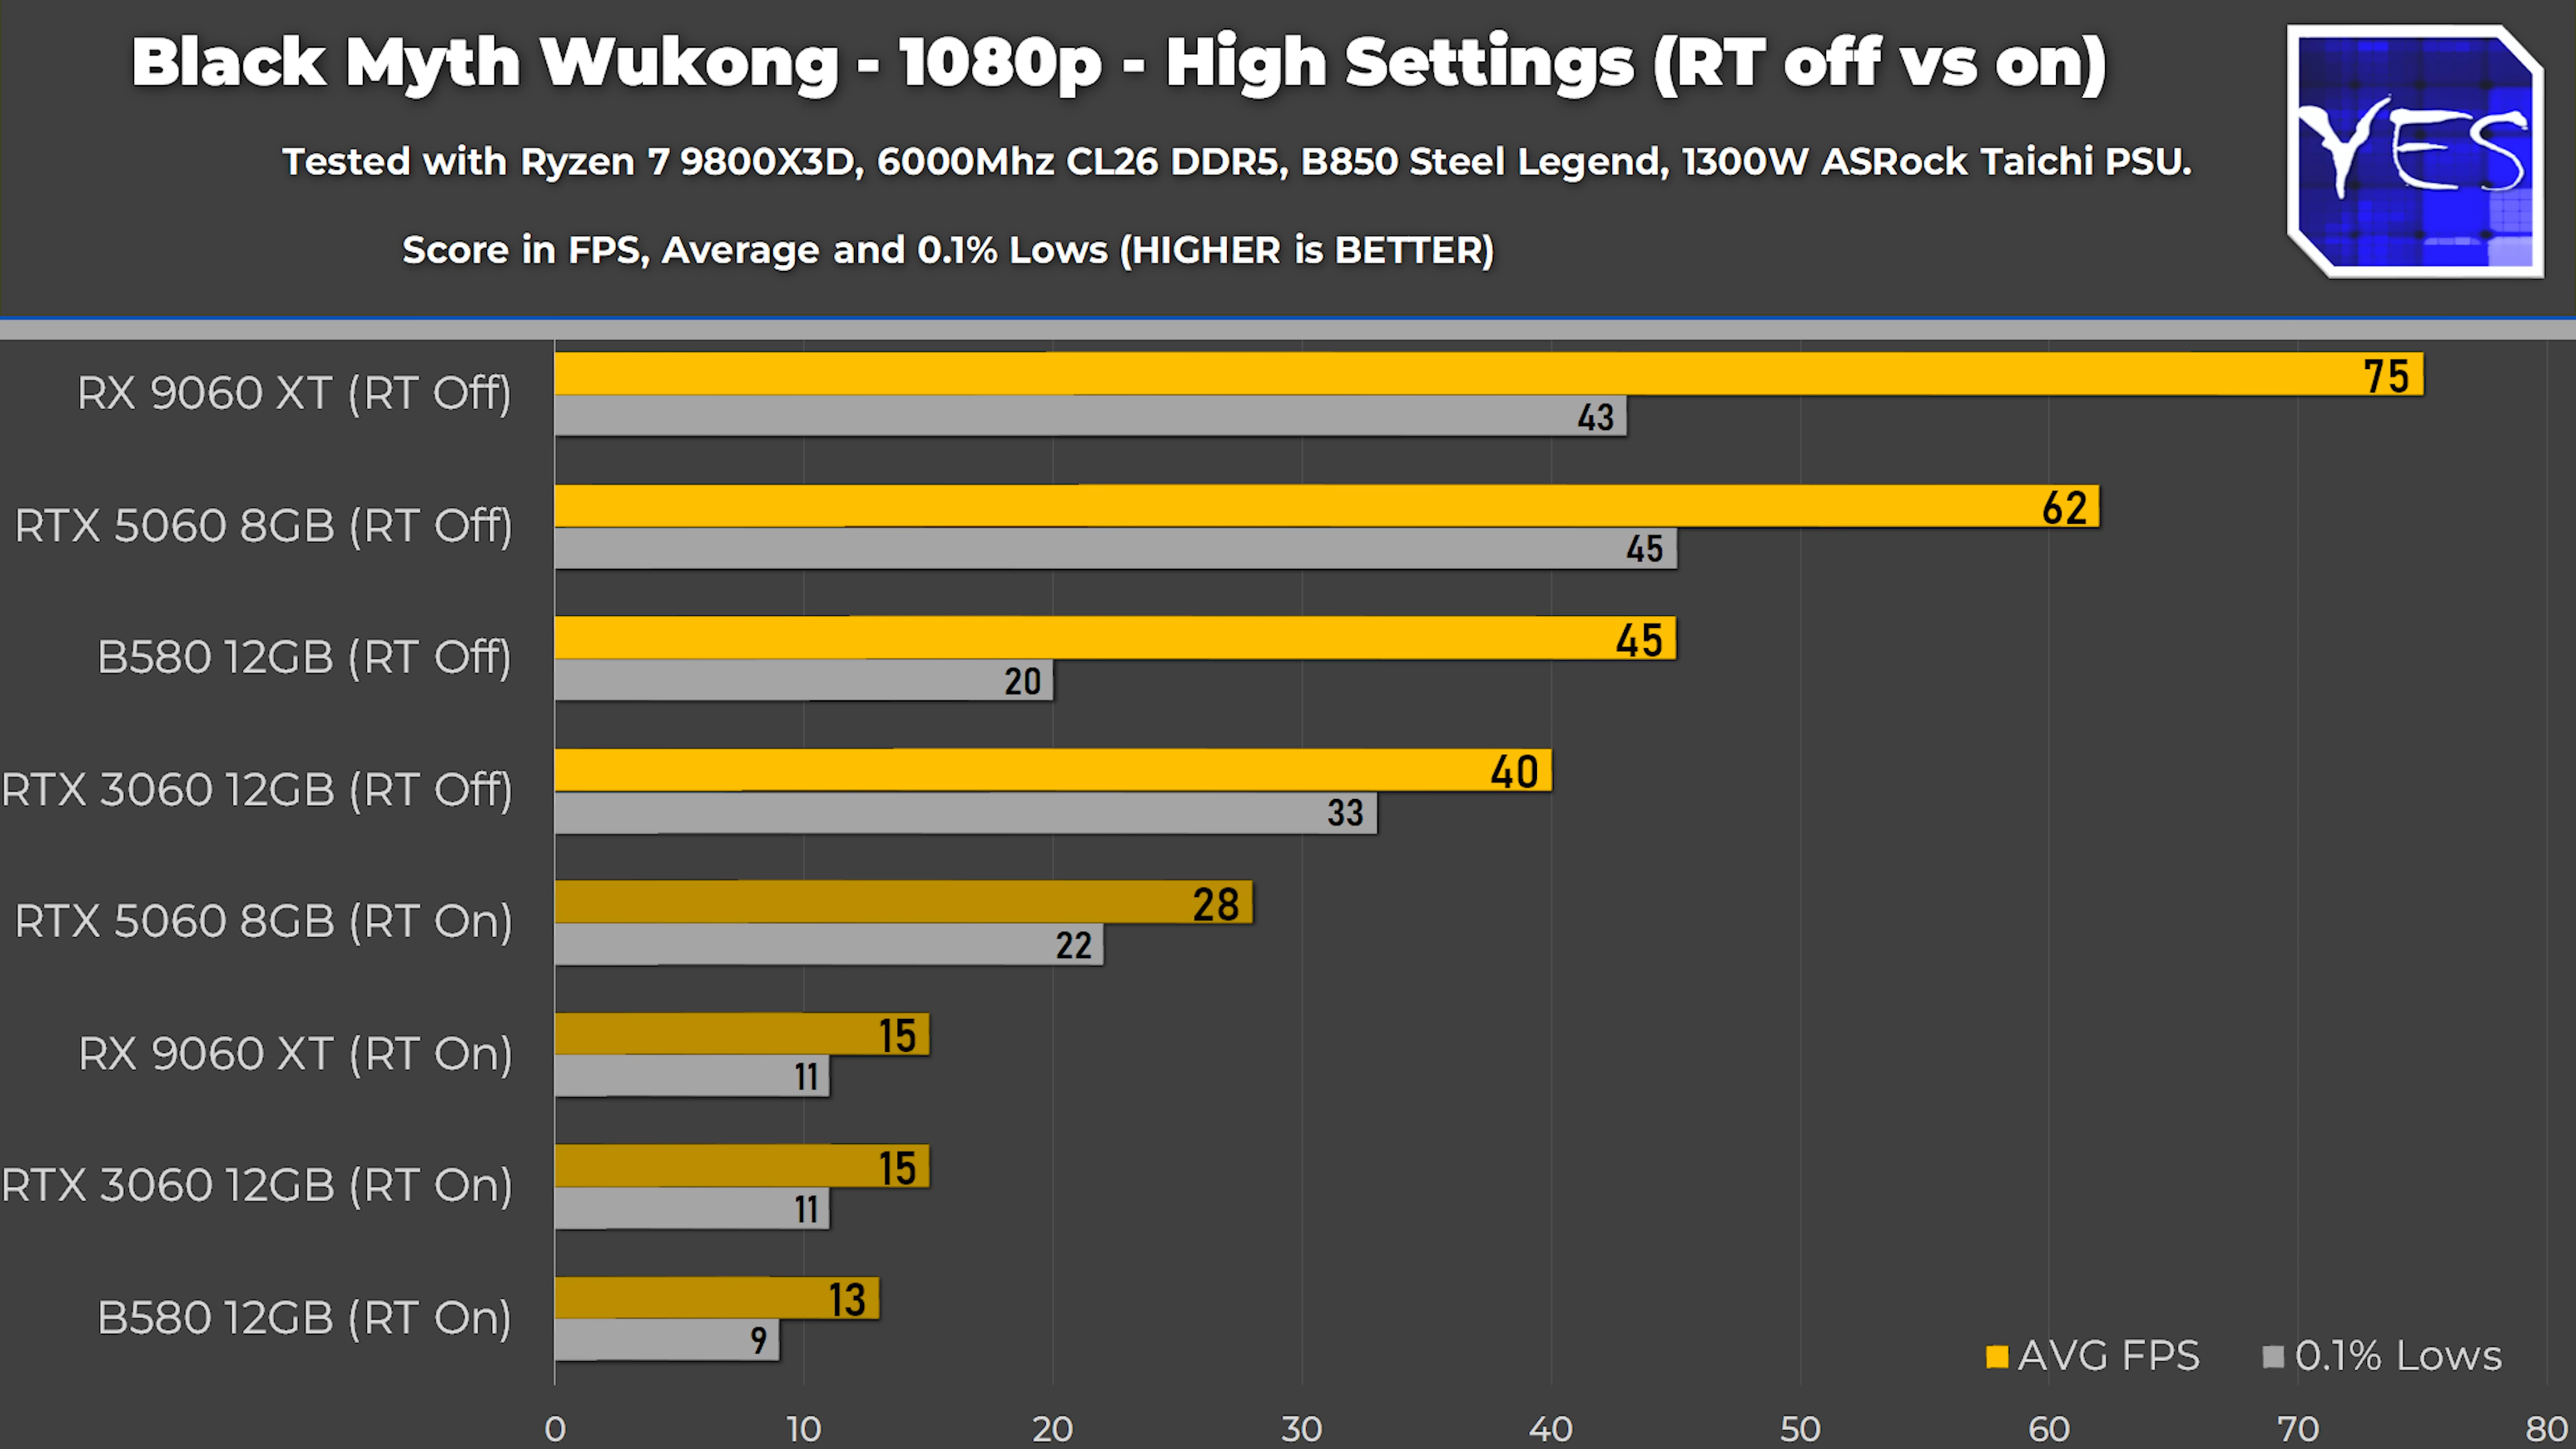 Black Myth Wukong - 1080p - High Settings (RT off vs on)
Tested with Ryzen 7 9800X3D, 6000Mhz CL26 DDR5, B850 Steel Legend, 1300W ASRock Taichi PSU.
Score in FPS, Average and 0.1% Lows (HIGHER is BETTER)
YES
RX 9060 XT (RT Off)
75
43
RTX 5060 8GB (RT Off)
62
45
B580 12GB (RT Off)
45
20
RTX 3060 12GB (RT Off)
40
33
RTX 5060 8GB (RT On)
28
22
RX 9060 XT (RT On)
15
11
RTX 3060 12GB (RT On)
15
11
B580 12GB (RT On)
13
9
AVG FPS 0.1% Lows
0 10 20 30 40 50 60 70 80